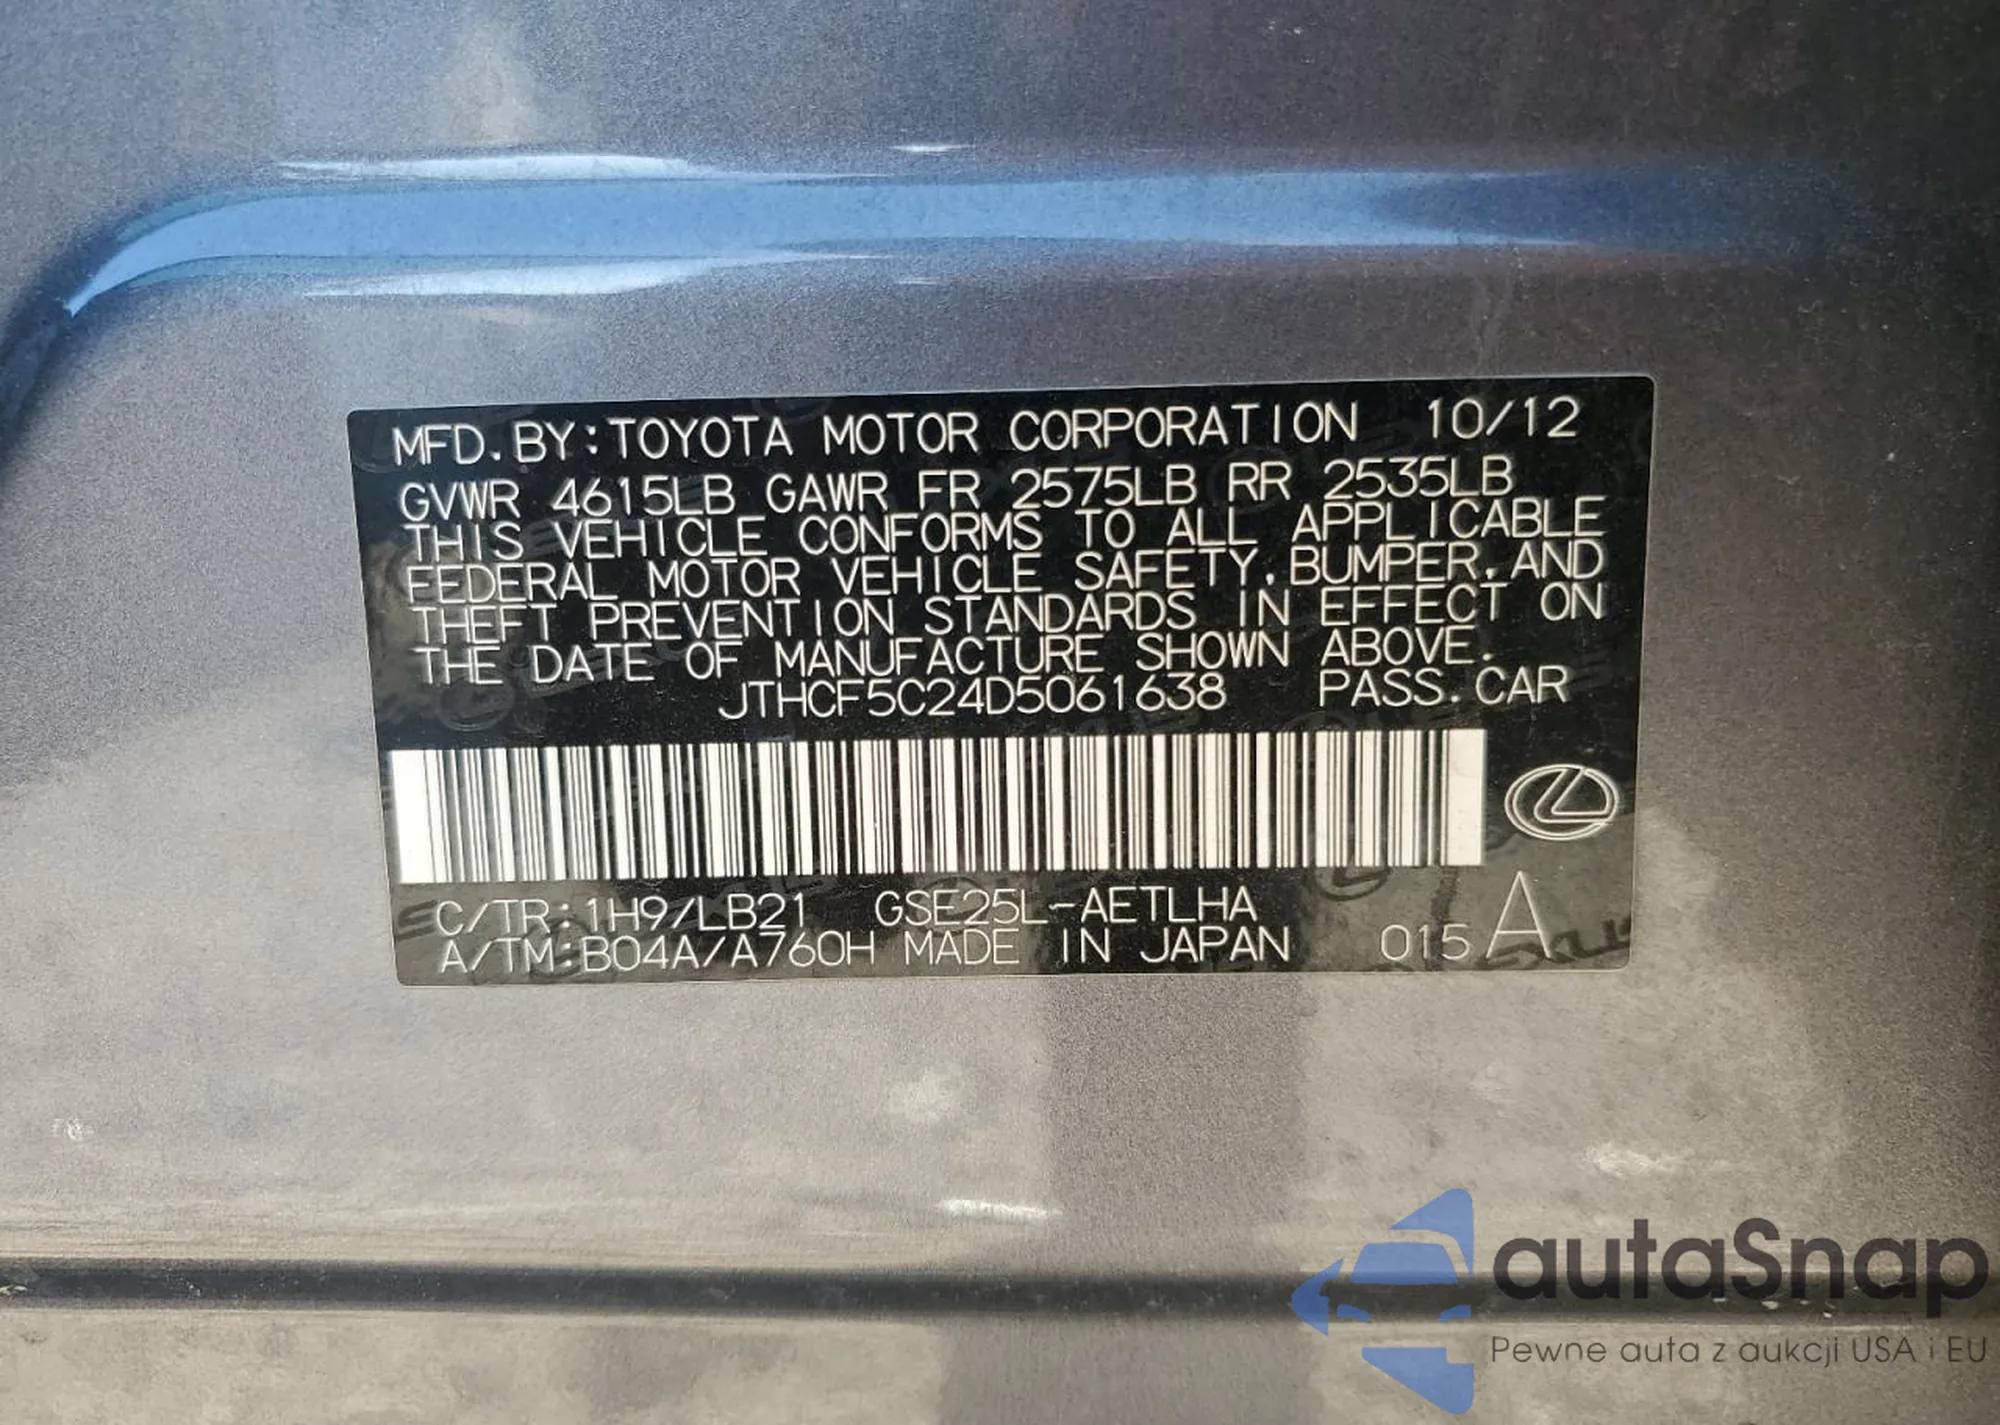 MFD. BY: TOYOTA MOTOR CORPORATION 10/12
GVWR 4615LB GAWR FR 2575LB RR 2535LB
THIS VEHICLE CONFORMS TO ALL APPLICABLE
FEDERAL MOTOR VEHICLE SAFETY, BUMPER, AND
THEFT PREVENTION STANDARDS IN EFFECT ON
THE DATE OF MANUFACTURE SHOWN ABOVE.
JTHCF5C24D5061638 PASS. CAR
C/TR: 1H9/LB21 GSE25L-AETLHA
A/TM: B04A/A760H MADE IN JAPAN 015 A
autaSnap
Pewne auta z aukcji USA i EU